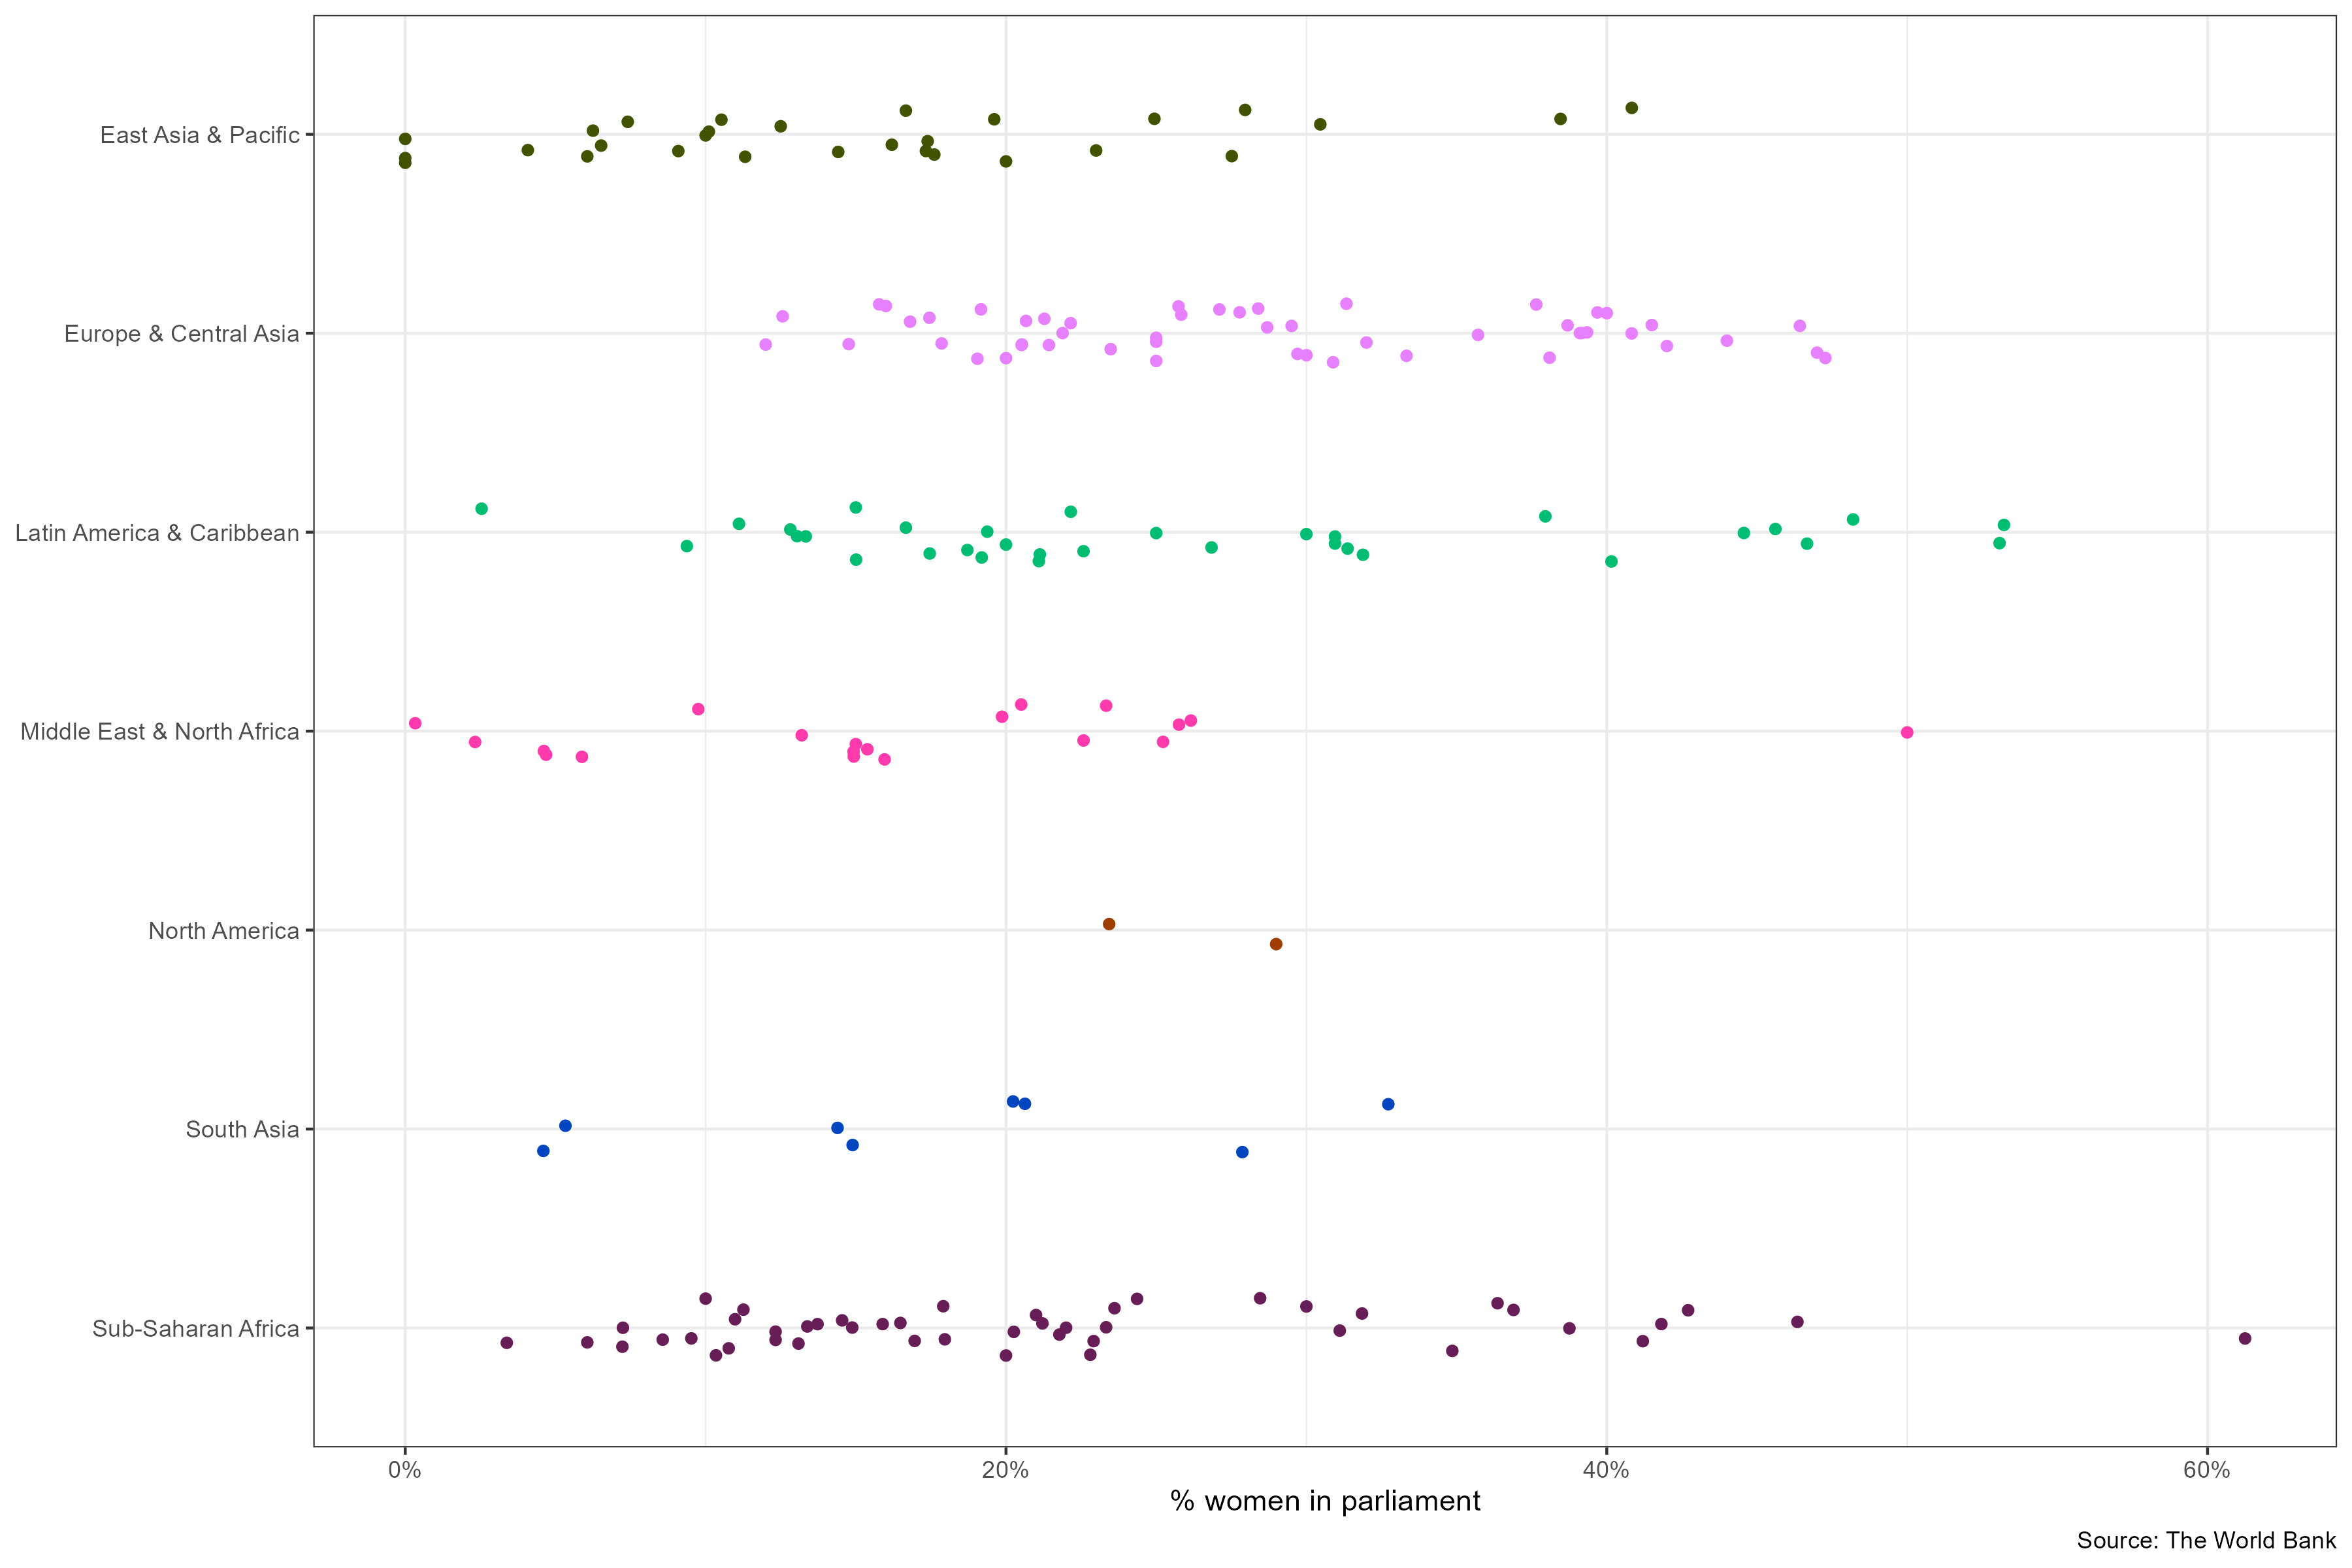 East Asia & Pacific
Europe & Central Asia
Latin America & Caribbean
Middle East & North Africa
North America
South Asia
Sub-Saharan Africa
0% 20% 40% 60%
% women in parliament
Source: The World Bank